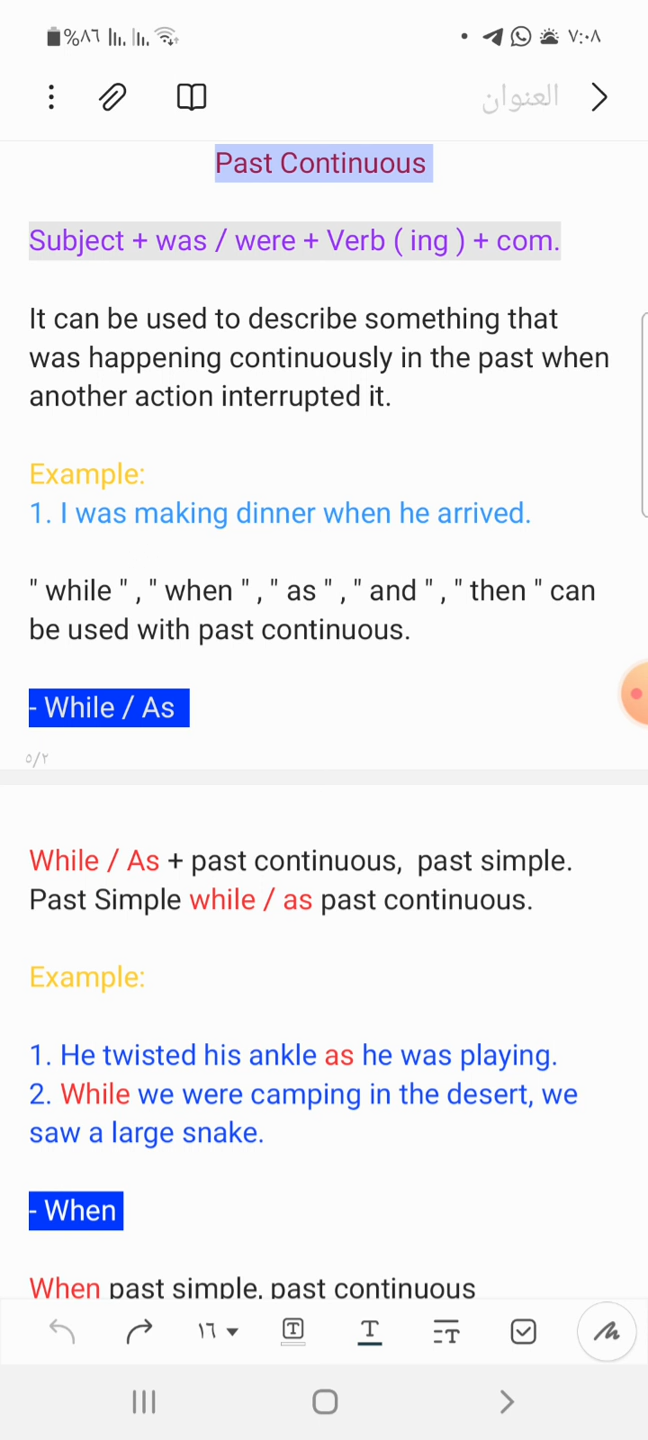 %٨٦
٧:٠٨
العنوان
Past Continuous
Subject + was / were + Verb ( ing ) + com.
It can be used to describe something that
was happening continuously in the past when
another action interrupted it.
Example:
1. I was making dinner when he arrived.
" while " , " when " , " as " , " and " , " then " can
be used with past continuous.
- While / As
٥/٢
While / As + past continuous,  past simple.
Past Simple while / as past continuous.
Example:
1. He twisted his ankle as he was playing.
2. While we were camping in the desert, we
saw a large snake.
- When
When past simple, past continuous
١٦